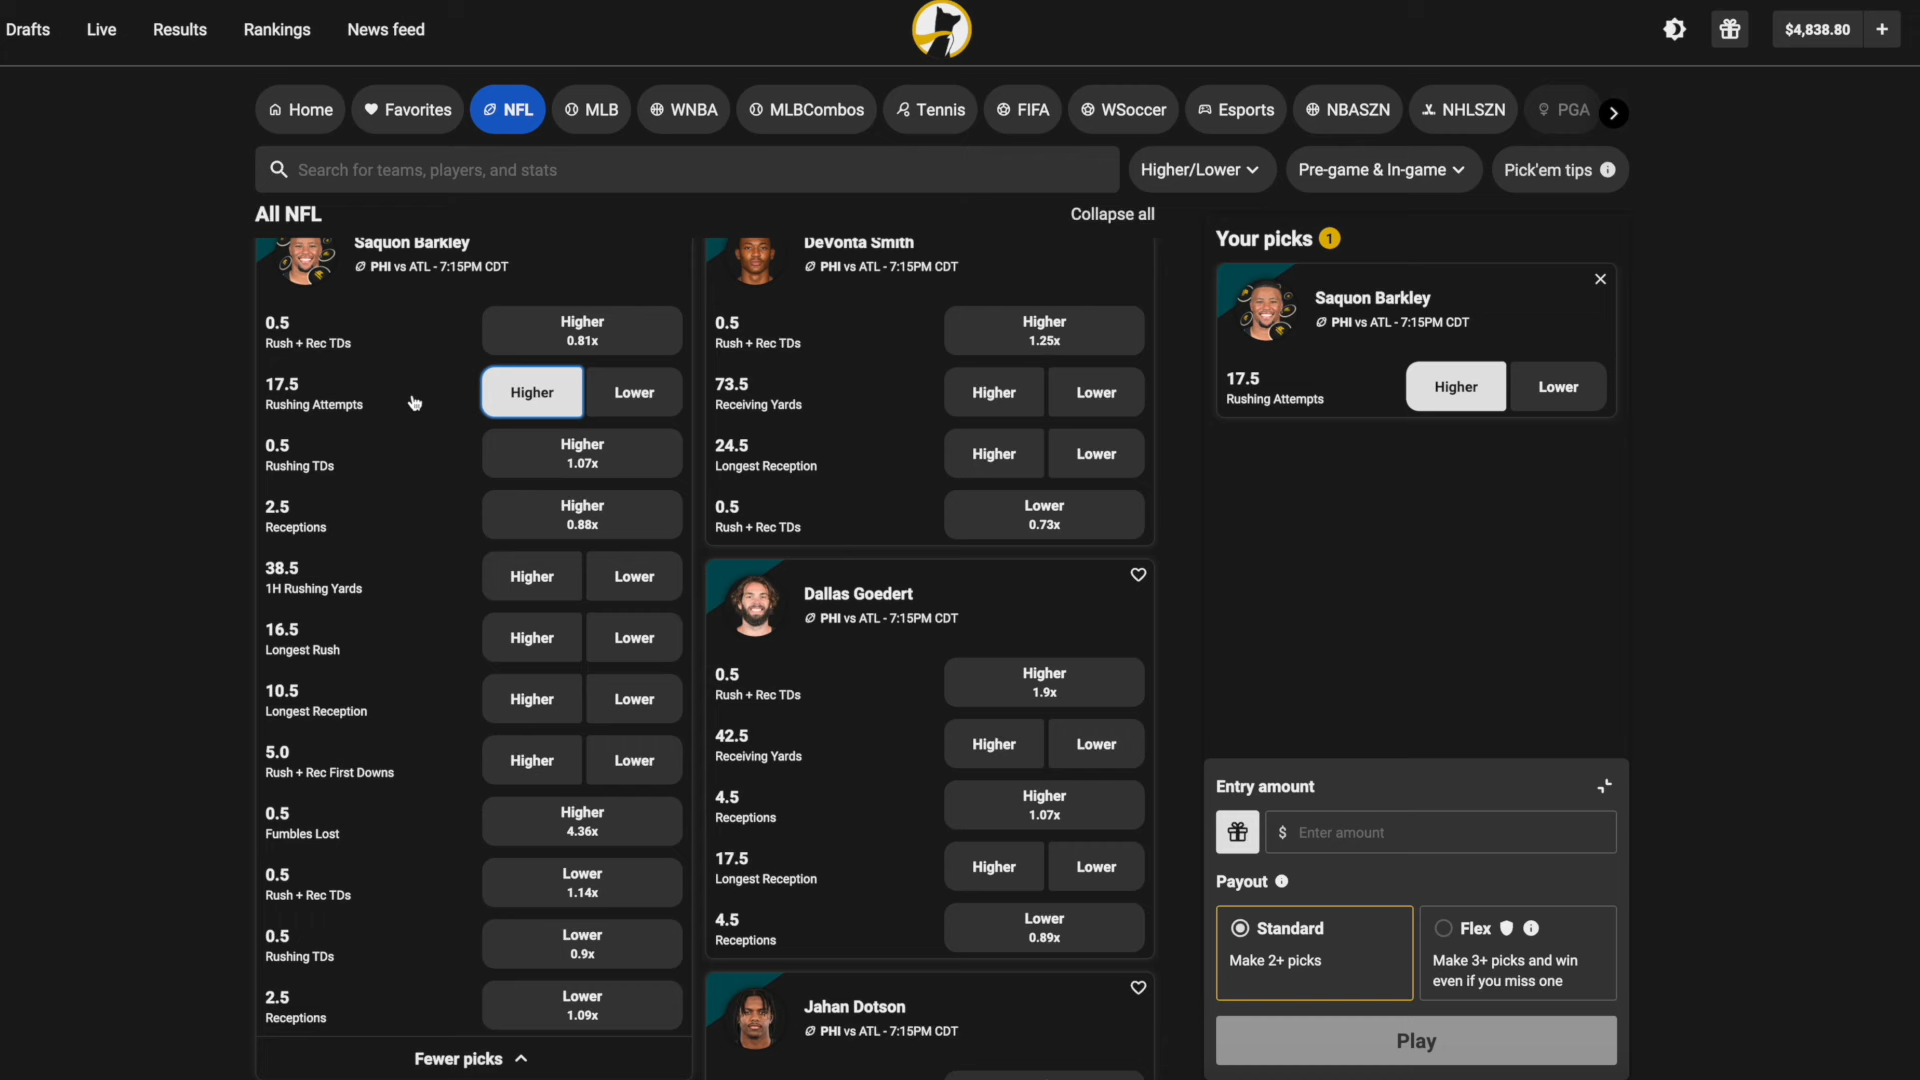 Drafts
Live
Results
Rankings
News feed
$4,838.80
+
Home
Favorites
NFL
MLB
WNBA
MLBCombos
Tennis
FIFA
WSoccer
Esports
NBASZN
NHLSZN
PGA
Search for teams, players, and stats
Higher/Lower
Pre-game & In-game
Pick'em tips
All NFL
Collapse all
Saquon Barkley
PHI vs ATL - 7:15PM CDT
0.5
Rush + Rec TDs
Higher
0.81x
17.5
Rushing Attempts
Higher
Lower
0.5
Rushing TDs
Higher
1.07x
2.5
Receptions
Higher
0.88x
38.5
1H Rushing Yards
Higher
Lower
16.5
Longest Rush
Higher
Lower
10.5
Longest Reception
Higher
Lower
5.0
Rush + Rec First Downs
Higher
Lower
0.5
Fumbles Lost
Higher
4.36x
0.5
Rush + Rec TDs
Lower
1.14x
0.5
Rushing TDs
Lower
0.9x
2.5
Receptions
Lower
1.09x
Fewer picks
DeVonta Smith
PHI vs ATL - 7:15PM CDT
0.5
Rush + Rec TDs
Higher
1.25x
73.5
Receiving Yards
Higher
Lower
24.5
Longest Reception
Higher
Lower
0.5
Rush + Rec TDs
Lower
0.73x
Dallas Goedert
PHI vs ATL - 7:15PM CDT
0.5
Rush + Rec TDs
Higher
1.9x
42.5
Receiving Yards
Higher
Lower
4.5
Receptions
Higher
1.07x
17.5
Longest Reception
Higher
Lower
4.5
Receptions
Lower
0.89x
Jahan Dotson
PHI vs ATL - 7:15PM CDT
Your picks 1
Saquon Barkley
PHI vs ATL - 7:15PM CDT
17.5
Rushing Attempts
Higher
Lower
Entry amount
$ Enter amount
Payout
Standard
Make 2+ picks
Flex
Make 3+ picks and win
even if you miss one
Play